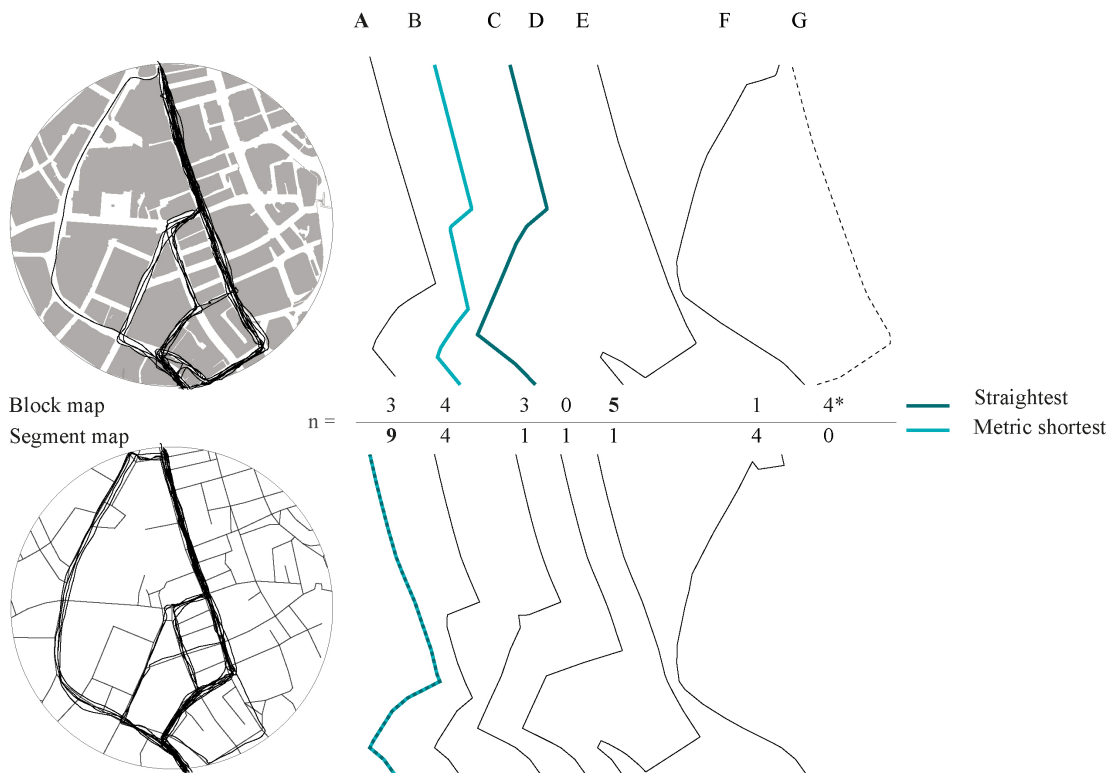 A B C D E F G
Block map 3 4 3 0 5 1 4* Straightest
n =
Segment map 9 4 1 1 1 4 0 Metric shortest